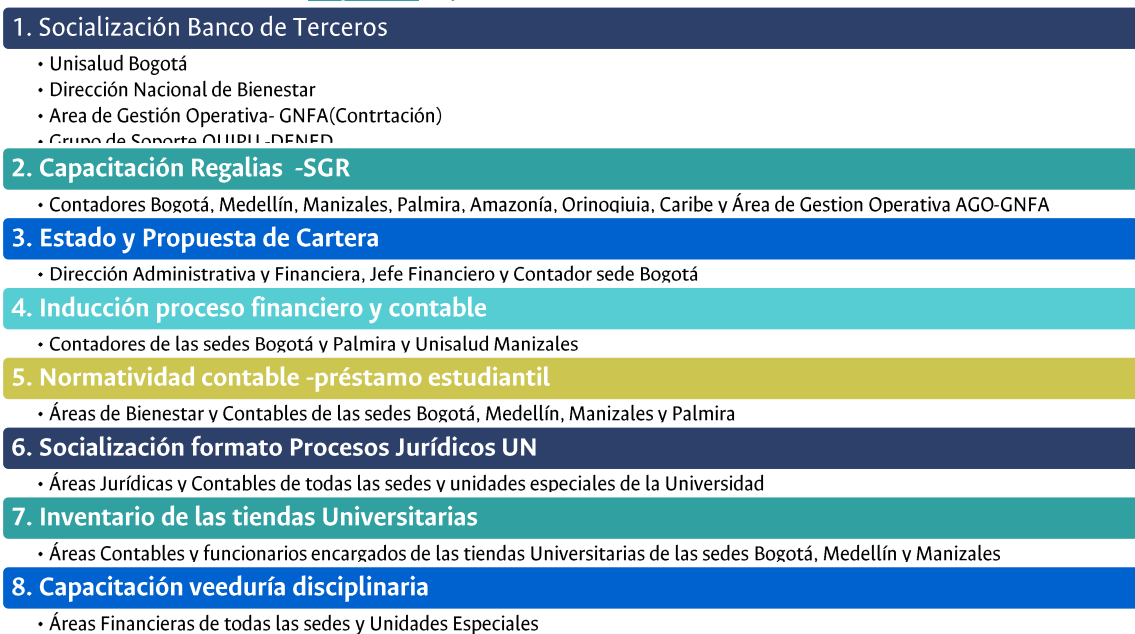 1. Socialización Banco de Terceros
• Unisalud Bogotá
• Dirección Nacional de Bienestar
• Area de Gestión Operativa- GNFA(Contrtación)
• Grupo de Soporte QUIPU -DFNED
2. Capacitación Regalias -SGR
• Contadores Bogotá, Medellín, Manizales, Palmira, Amazonía, Orinoqiuia, Caribe y Área de Gestion Operativa AGO-GNFA
3. Estado y Propuesta de Cartera
• Dirección Administrativa y Financiera, Jefe Financiero y Contador sede Bogotá
4. Inducción proceso financiero y contable
• Contadores de las sedes Bogotá y Palmira y Unisalud Manizales
5. Normatividad contable -préstamo estudiantil
• Áreas de Bienestar y Contables de las sedes Bogotá, Medellín, Manizales y Palmira
6. Socialización formato Procesos Jurídicos UN
• Áreas Jurídicas y Contables de todas las sedes y unidades especiales de la Universidad
7. Inventario de las tiendas Universitarias
• Áreas Contables y funcionarios encargados de las tiendas Universitarias de las sedes Bogotá, Medellín y Manizales
8. Capacitación veeduría disciplinaria
• Áreas Financieras de todas las sedes y Unidades Especiales